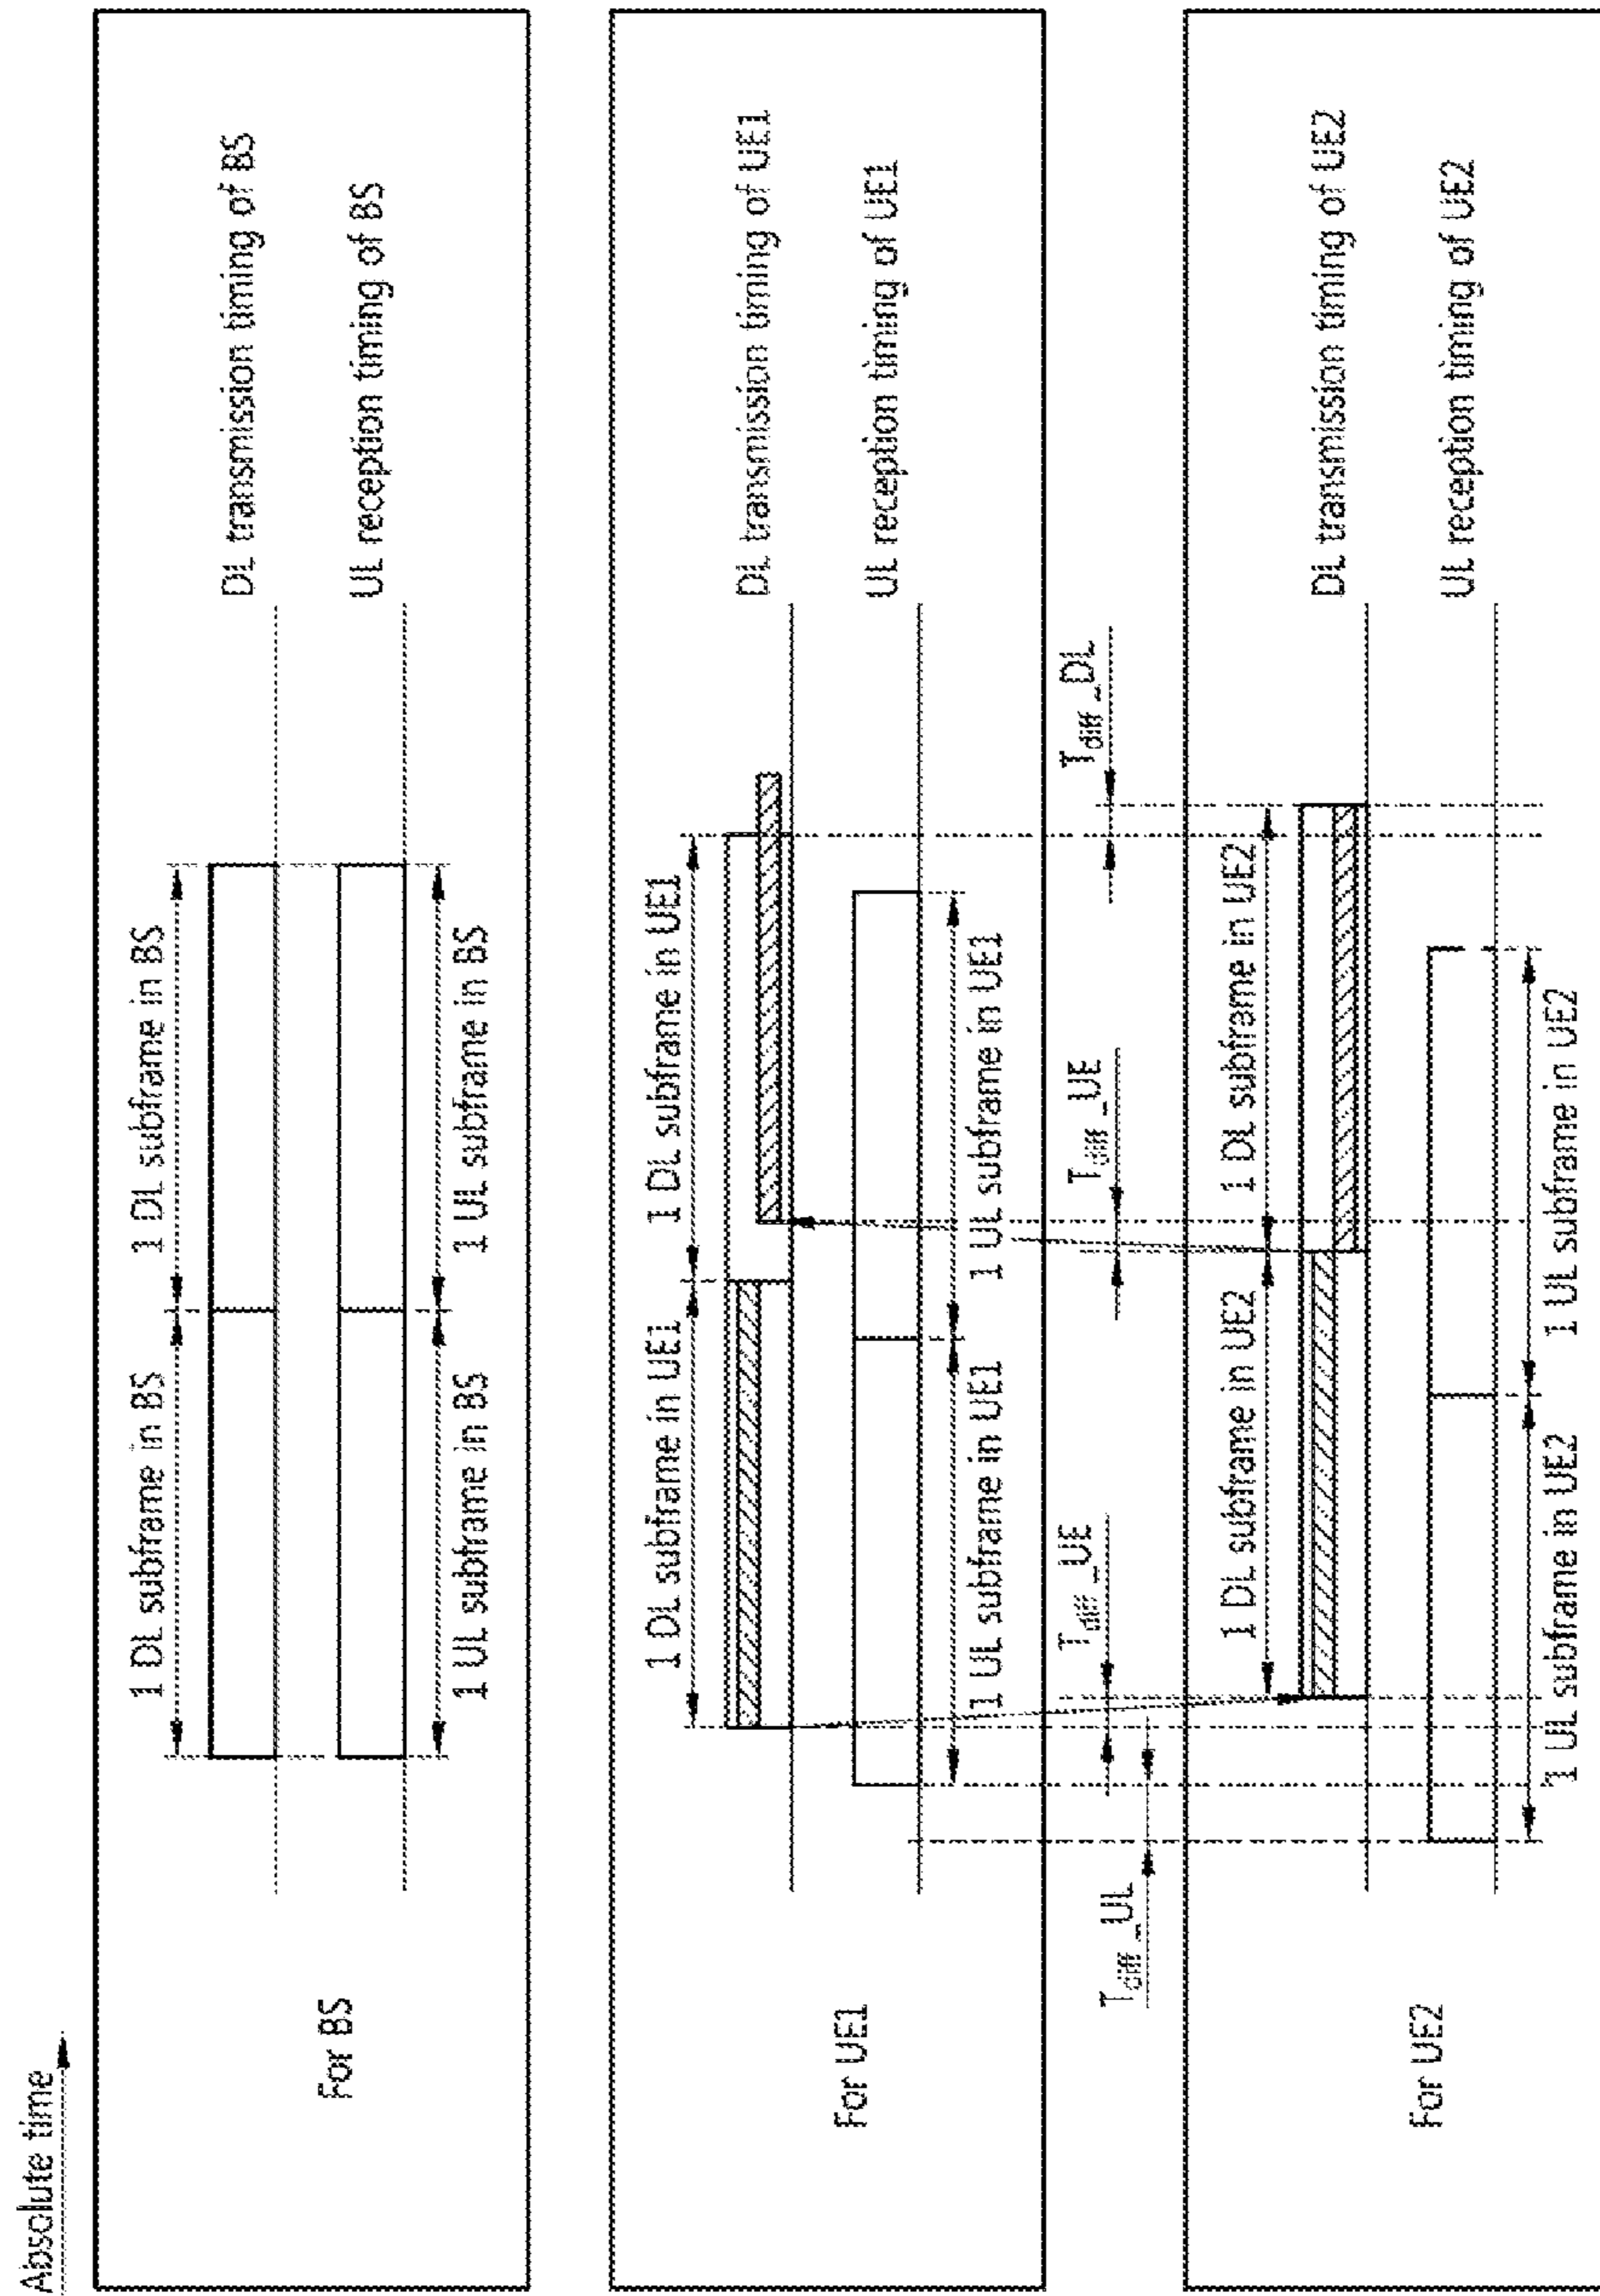 Absolute time
For BS
1 DL subframe in BS
1 DL subframe in BS
DL transmission timing of BS
UL reception timing of BS
1 UL subframe in BS
1 UL subframe in BS
For UE1
1 DL subframe in UE1
1 DL subframe in UE1
DL transmission timing of UE1
UL reception timing of UE1
1 UL subframe in UE1
1 UL subframe in UE1
Tdiff_UL
Tdiff_UE
Tdiff_UE
Tdiff_DL
For UE2
1 DL subframe in UE2
1 DL subframe in UE2
DL transmission timing of UE2
UL reception timing of UE2
1 UL subframe in UE2
1 UL subframe in UE2